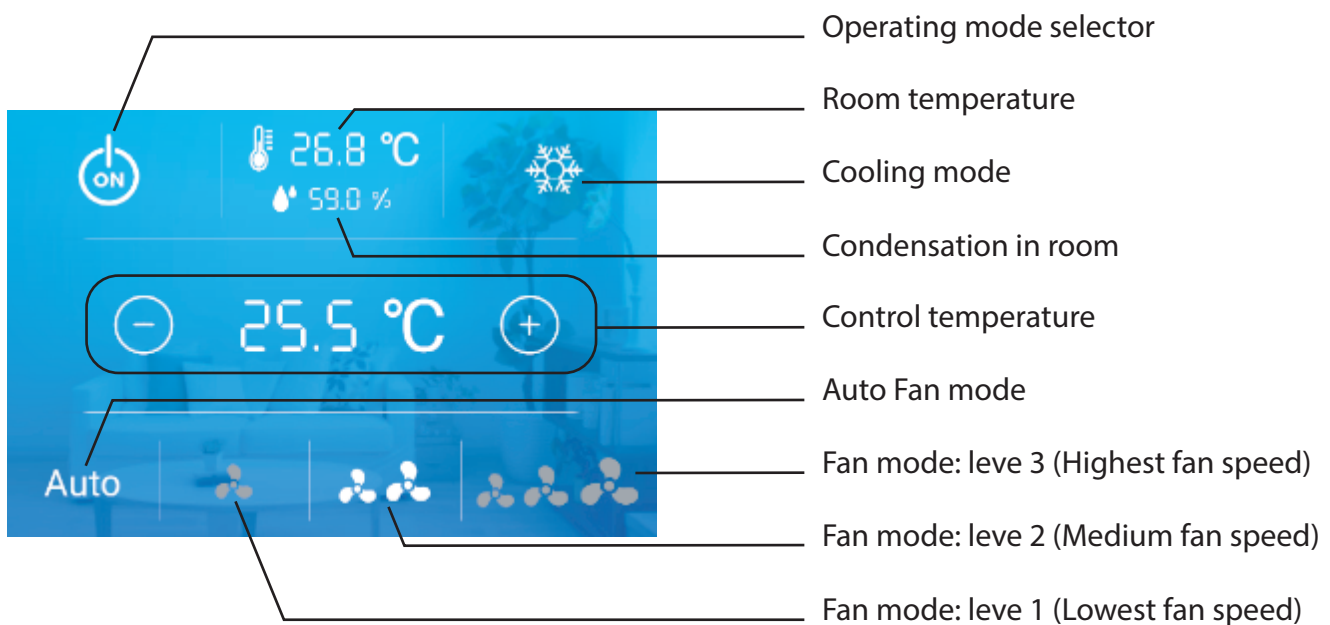 Operating mode selector
Room temperature
26.8 °C
ON
Cooling mode
59.0 %
Condensation in room
25.5 °C
Control temperature
Auto Fan mode
Fan mode: leve 3 (Highest fan speed)
Auto
Fan mode: leve 2 (Medium fan speed)
Fan mode: leve 1 (Lowest fan speed)